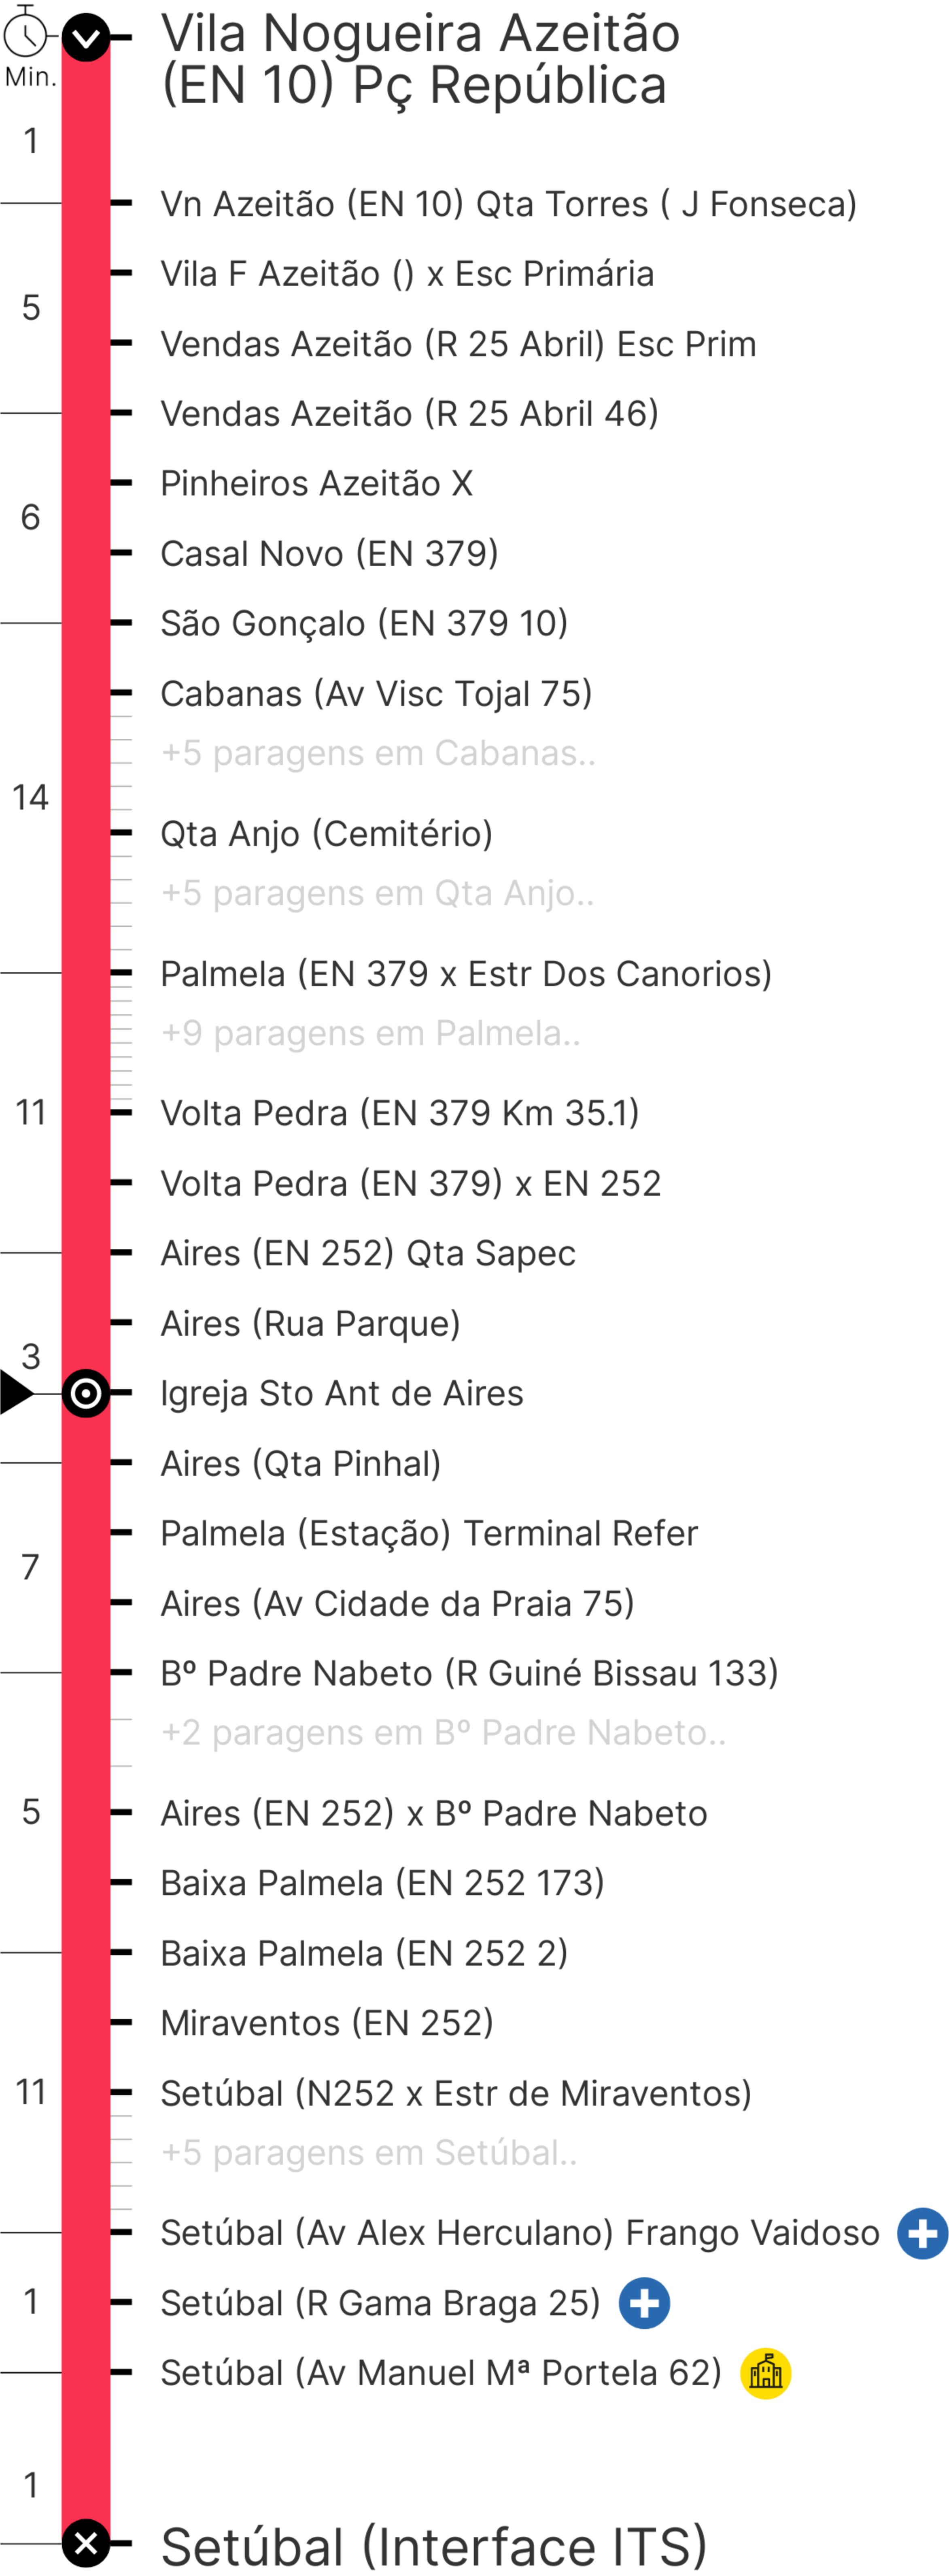 Vila Nogueira Azeitão
(EN 10) Pç República
Min.
1
Vn Azeitão (EN 10) Qta Torres ( J Fonseca)
Vila F Azeitão () x Esc Primária
5
Vendas Azeitão (R 25 Abril) Esc Prim
Vendas Azeitão (R 25 Abril 46)
Pinheiros Azeitão X
6
Casal Novo (EN 379)
São Gonçalo (EN 379 10)
Cabanas (Av Visc Tojal 75)
+5 paragens em Cabanas..
14
Qta Anjo (Cemitério)
+5 paragens em Qta Anjo..
Palmela (EN 379 x Estr Dos Canorios)
+9 paragens em Palmela..
11
Volta Pedra (EN 379 Km 35.1)
Volta Pedra (EN 379) x EN 252
Aires (EN 252) Qta Sapec
Aires (Rua Parque)
3
Igreja Sto Ant de Aires
Aires (Qta Pinhal)
Palmela (Estação) Terminal Refer
7
Aires (Av Cidade da Praia 75)
Bº Padre Nabeto (R Guiné Bissau 133)
+2 paragens em Bº Padre Nabeto..
5
Aires (EN 252) x Bº Padre Nabeto
Baixa Palmela (EN 252 173)
Baixa Palmela (EN 252 2)
Miraventos (EN 252)
11
Setúbal (N252 x Estr de Miraventos)
+5 paragens em Setúbal..
Setúbal (Av Alex Herculano) Frango Vaidoso
1
Setúbal (R Gama Braga 25)
Setúbal (Av Manuel Mª Portela 62)
1
Setúbal (Interface ITS)